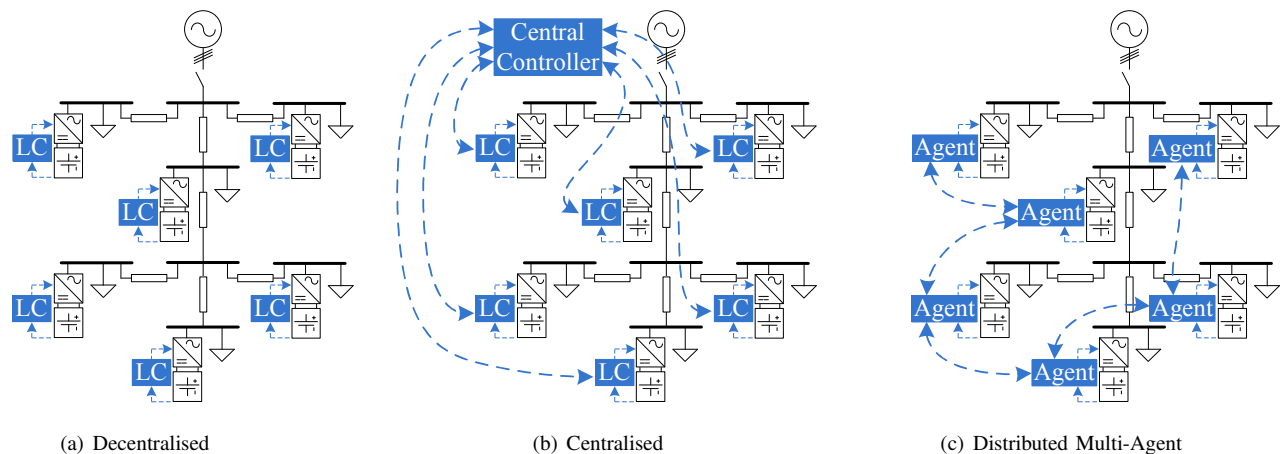 Central
Controller
LC
LC
LC
LC
LC
LC
LC
LC
LC
LC
LC
LC
Agent
Agent
Agent
Agent
Agent
Agent
(a) Decentralised
(b) Centralised
(c) Distributed Multi-Agent